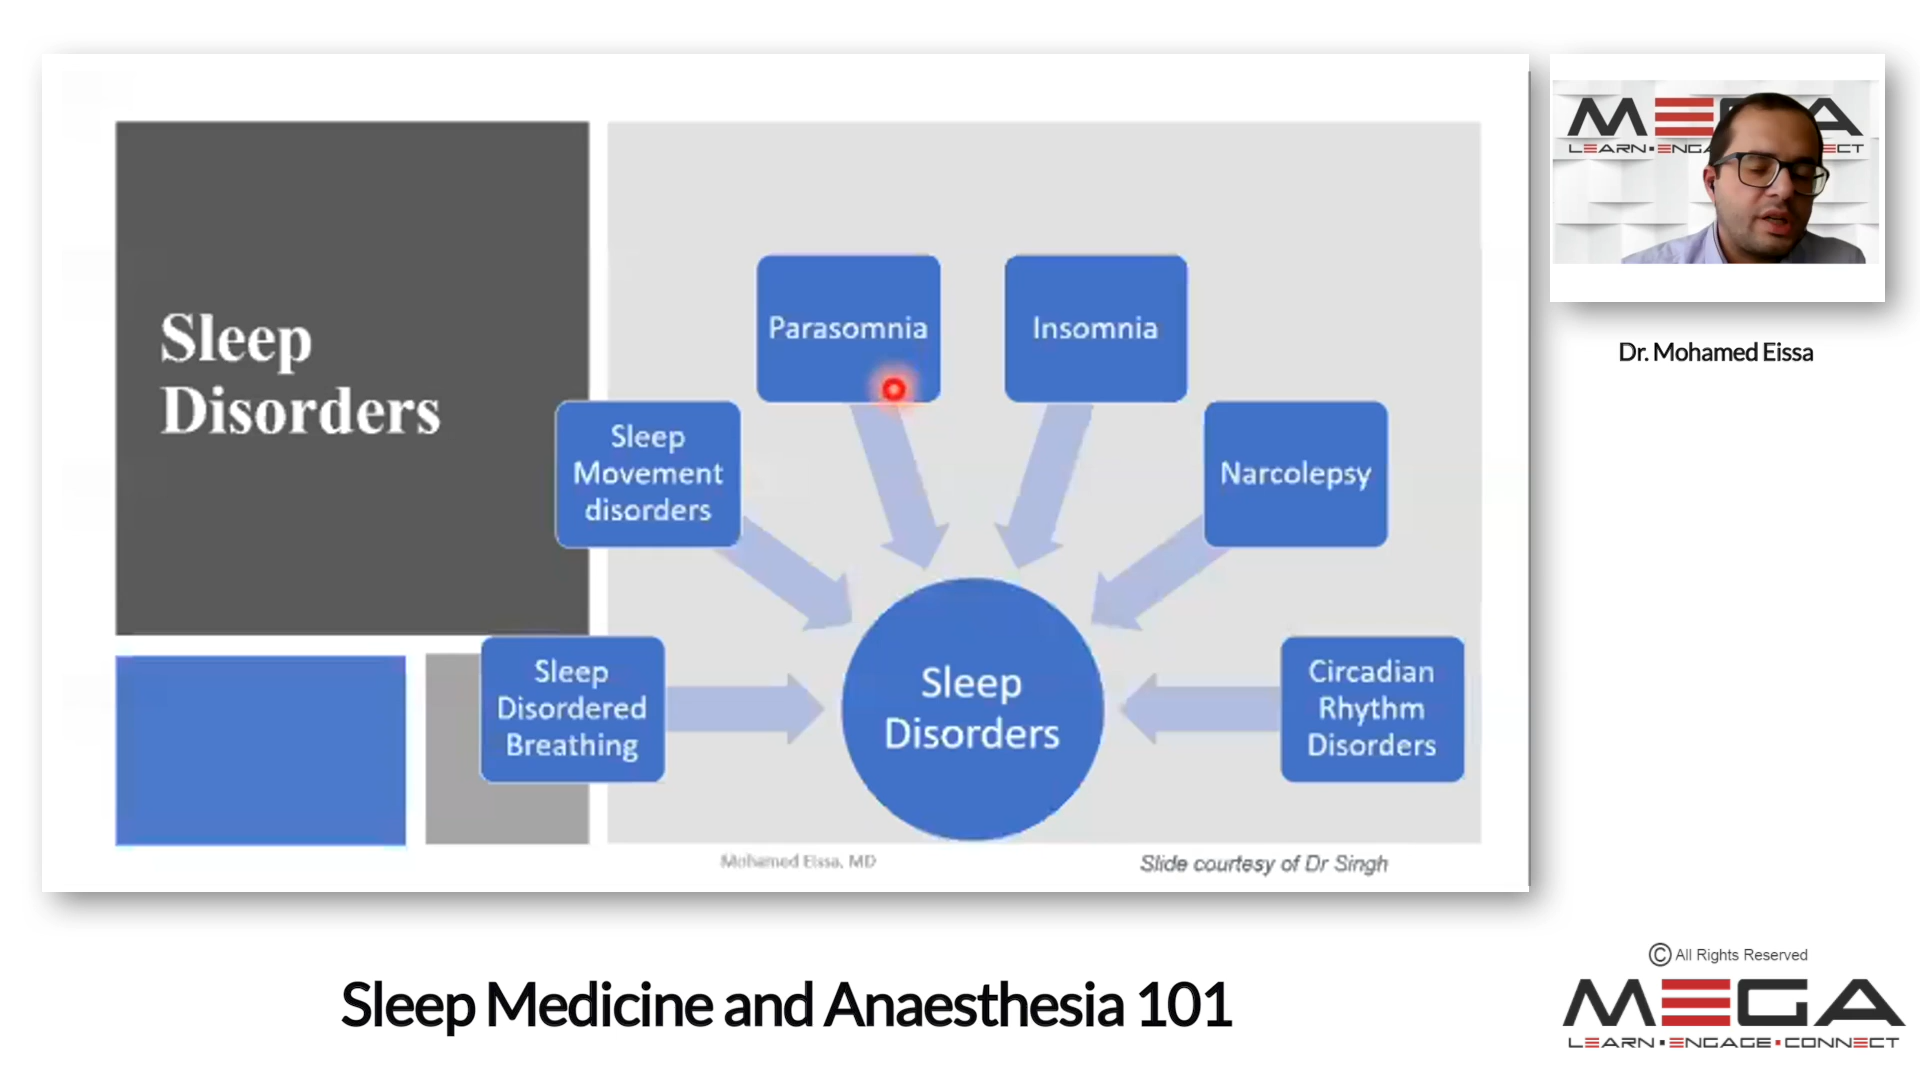 Sleep
Disorders
Parasomnia
Insomnia
Sleep
Movement
disorders
Narcolepsy
Sleep
Disordered
Breathing
Sleep
Disorders
Circadian
Rhythm
Disorders
Mohamed Eissa, MD
Slide courtesy of Dr Singh
Dr. Mohamed Eissa
Sleep Medicine and Anaesthesia 101
© All Rights Reserved
MEGA
LEARN▪ENGAGE▪CONNECT